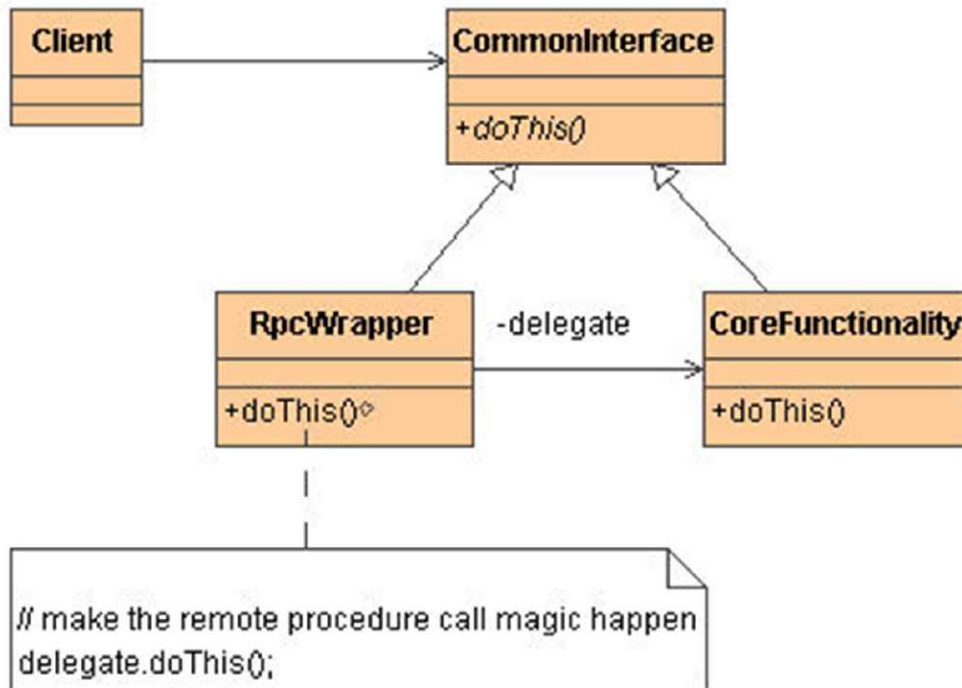 Client
CommonInterface
+doThis()
RpcWrapper
-delegate
CoreFunctionality
+doThis()
+doThis()
// make the remote procedure call magic happen
delegate.doThis();